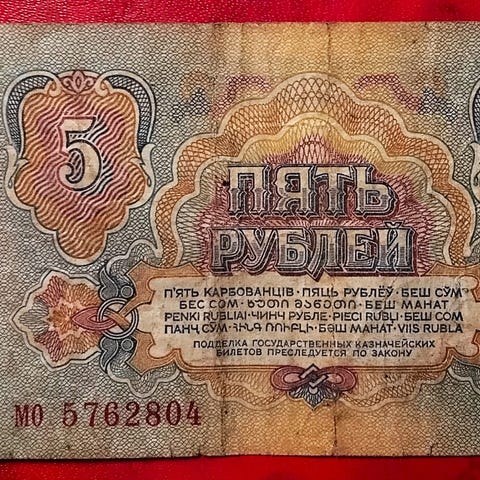 5
ПЯТЬ
РУБЛЕЙ
П'ЯТЬ КАРБОВАНЦІВ · ПЯЦЬ РУБЛЁЎ · БЕШ СЎМ
БЕС СОМ · ხუთი მანეთი · БЕШ МАНАТ
PENKI RUBLIAI · ЧИНЧ РУБЛЕ · PIECI RUBĻI · БЕШ СОМ
ПАНҶ СӮМ · ՀԻՆԳ ՌՈՒԲԼԻ · БӘШ МАНАТ · VIIS RUBLA
ПОДДЕЛКА ГОСУДАРСТВЕННЫХ КАЗНАЧЕЙСКИХ
БИЛЕТОВ ПРЕСЛЕДУЕТСЯ ПО ЗАКОНУ
МО 5762804